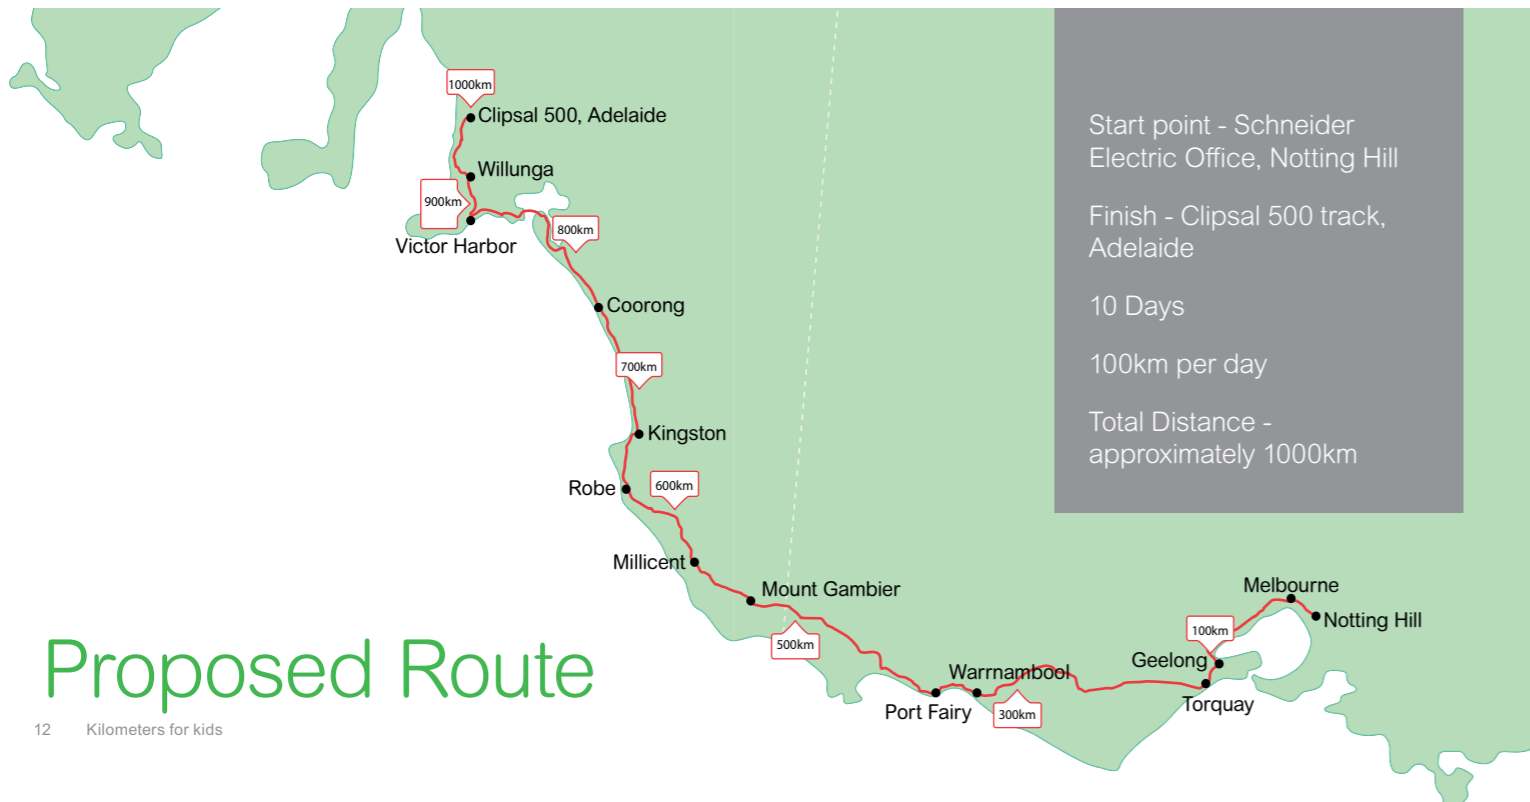 1000km
Clipsal 500, Adelaide
Willunga
900km
Victor Harbor
800km
Coorong
700km
Kingston
Robe
600km
Millicent
Mount Gambier
500km
Port Fairy
Warrnambool
300km
100km
Geelong
Torquay
Melbourne
Notting Hill
Start point - Schneider
Electric Office, Notting Hill
Finish - Clipsal 500 track,
Adelaide
10 Days
100km per day
Total Distance -
approximately 1000km
Proposed Route
12 Kilometers for kids